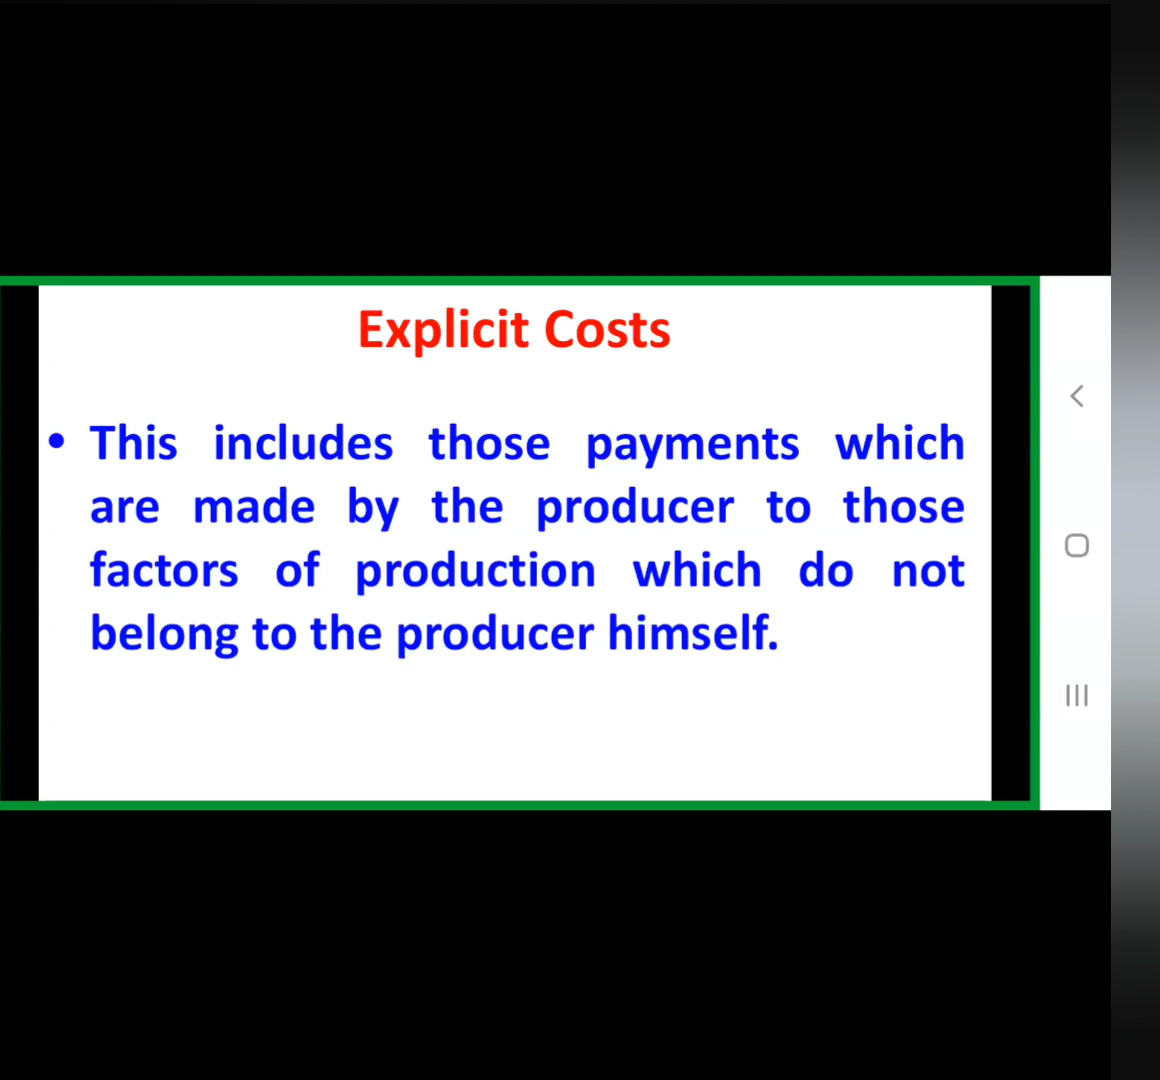 Explicit Costs
• This includes those payments which
are made by the producer to those
factors of production which do not
belong to the producer himself.